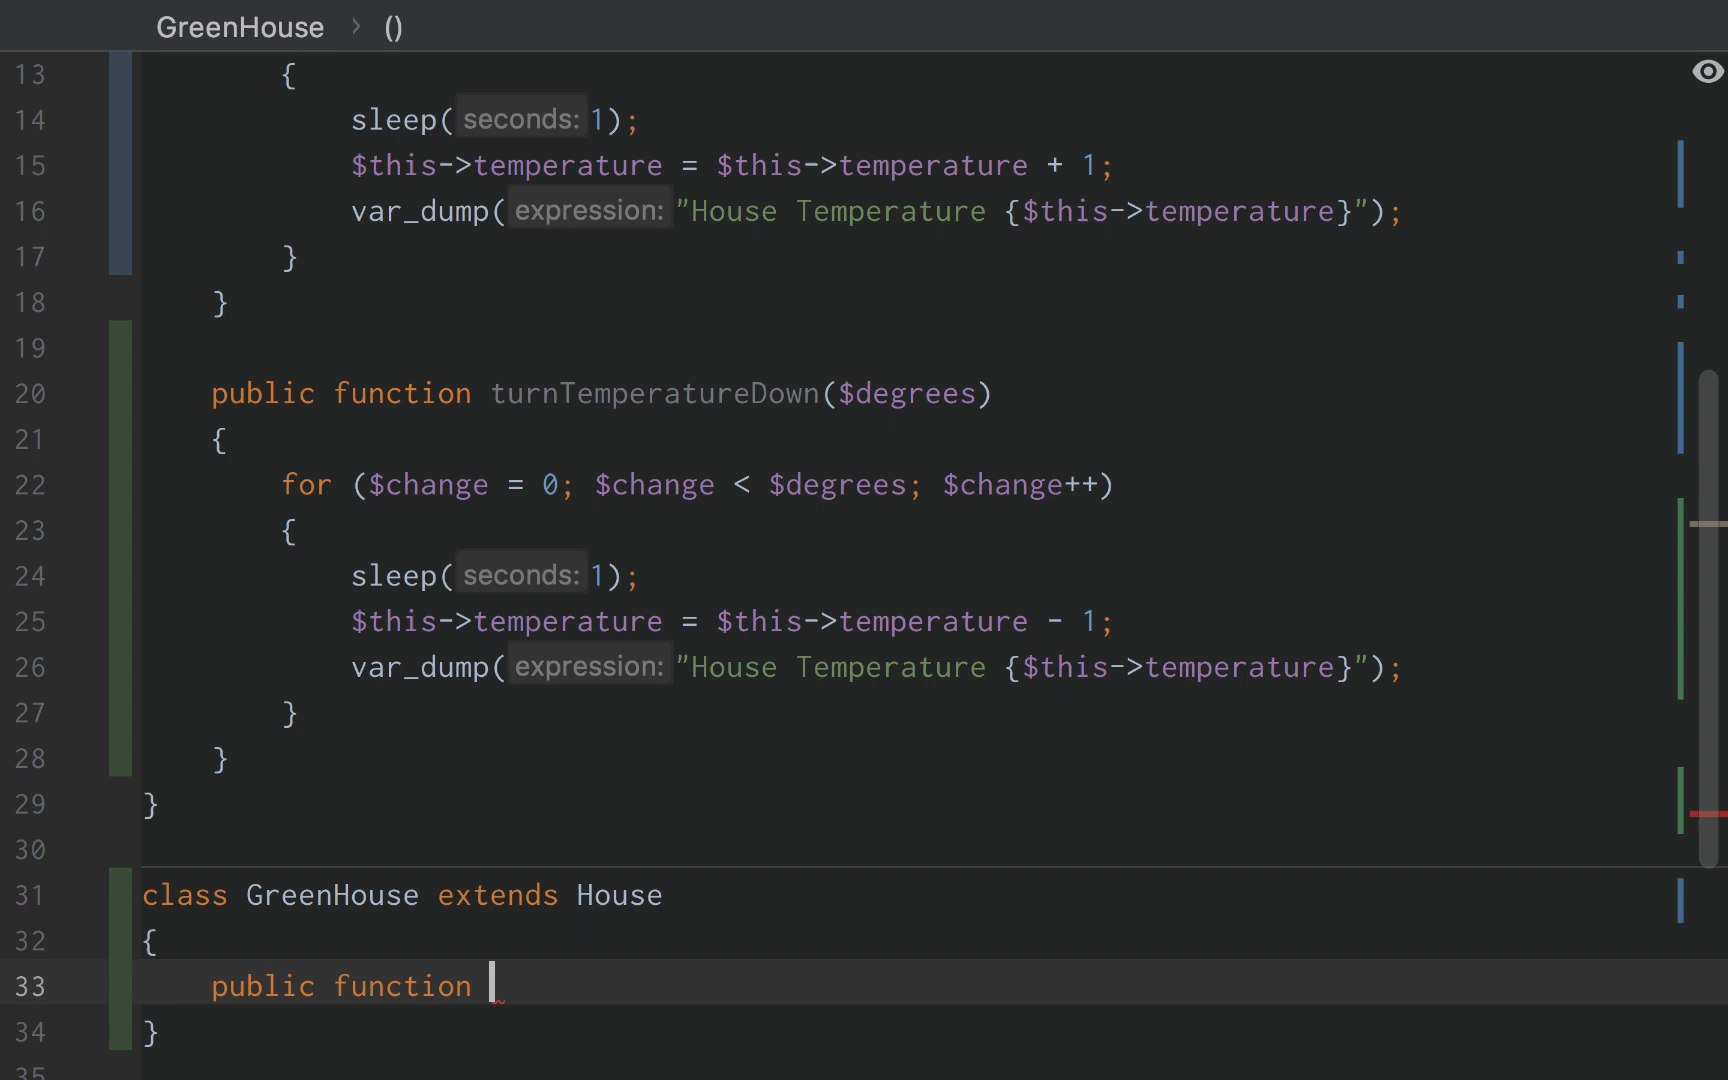 GreenHouse > ()
13 {
14 sleep( seconds: 1);
15 $this->temperature = $this->temperature + 1;
16 var_dump( expression: "House Temperature {$this->temperature}");
17 }
18 }
19
20 public function turnTemperatureDown($degrees)
21 {
22 for ($change = 0; $change < $degrees; $change++)
23 {
24 sleep( seconds: 1);
25 $this->temperature = $this->temperature - 1;
26 var_dump( expression: "House Temperature {$this->temperature}");
27 }
28 }
29 }
30
31 class GreenHouse extends House
32 {
33 public function
34 }
35